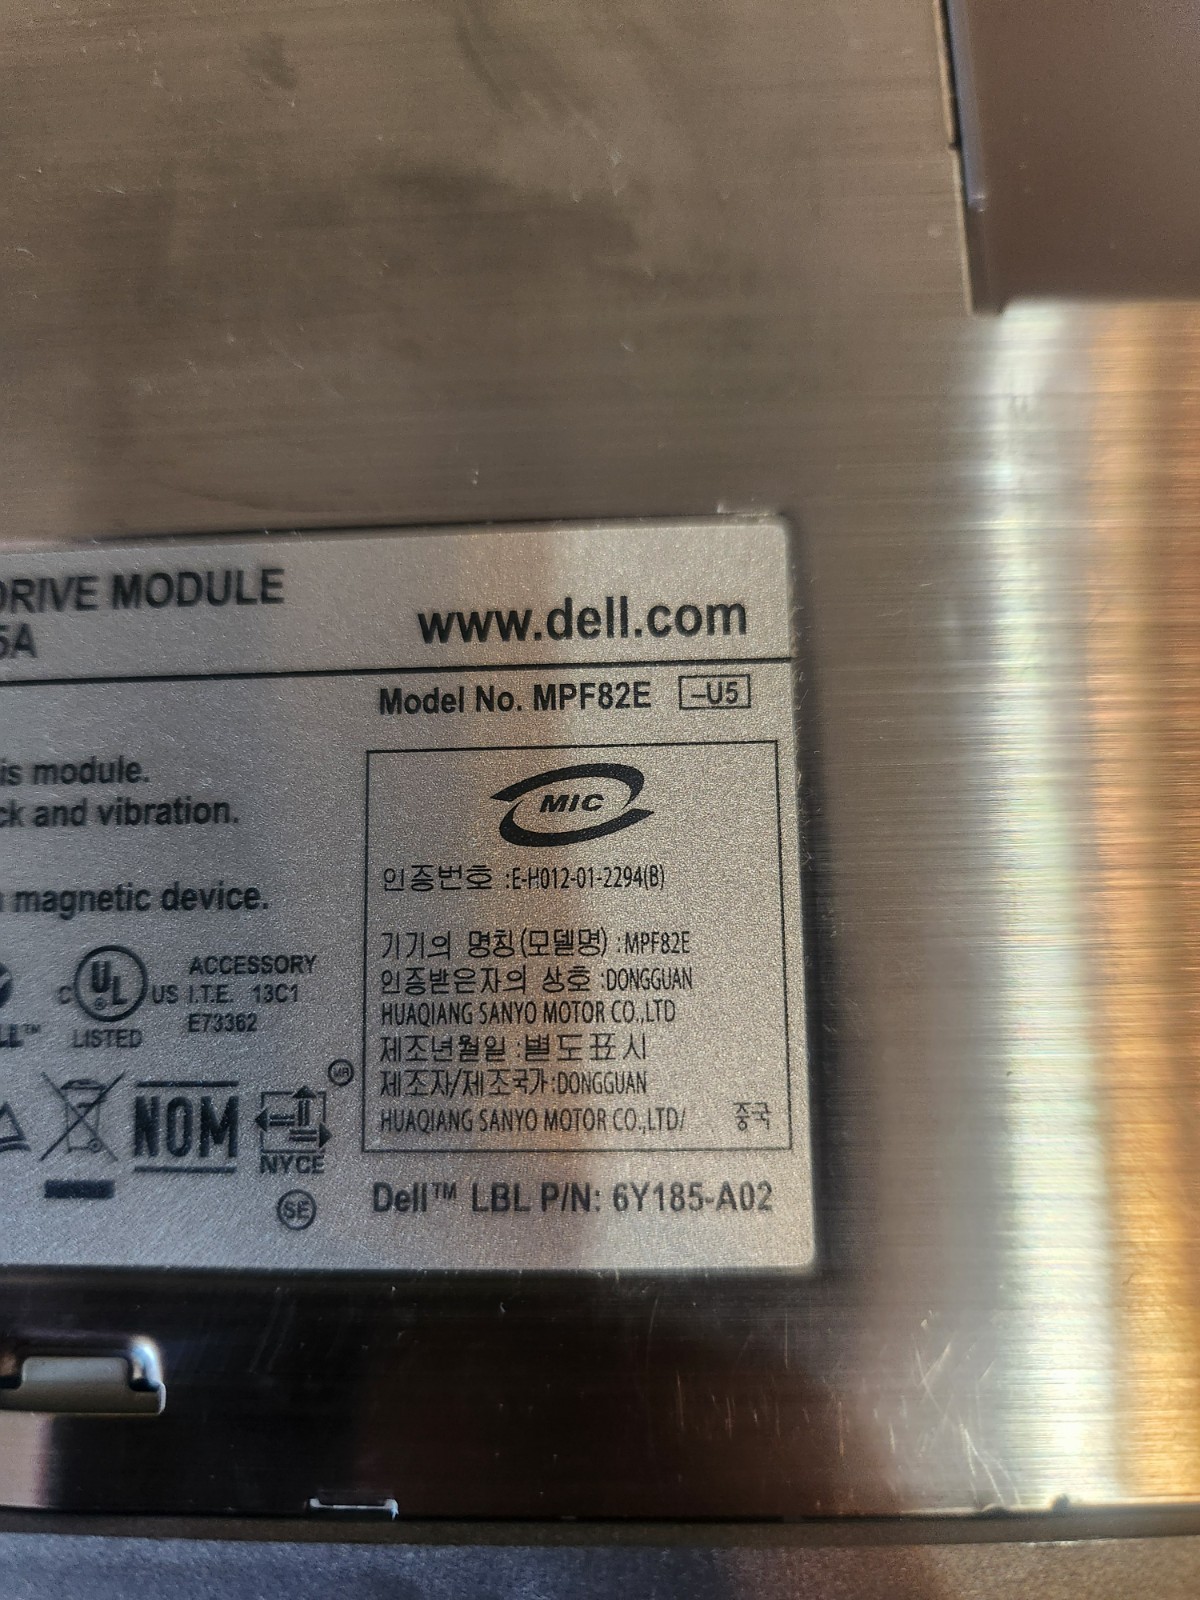 DRIVE MODULE
5A
www.dell.com
Model No. MPF82E -U5
is module.
ck and vibration.
magnetic device.
MIC
인증번호 :E-H012-01-2294(B)
기기의 명칭(모델명) :MPF82E
인증받은자의 상호 :DONGGUAN
HUAQIANG SANYO MOTOR CO.,LTD
제조년월일 :별도표시
제조자/제조국가:DONGGUAN
HUAQIANG SANYO MOTOR CO.,LTD/ 중국
C UL US
®
LISTED
ACCESSORY
I.T.E. 13C1
E73362
LL™
NOM
MR
NYCE
SE
Dell™ LBL P/N: 6Y185-A02